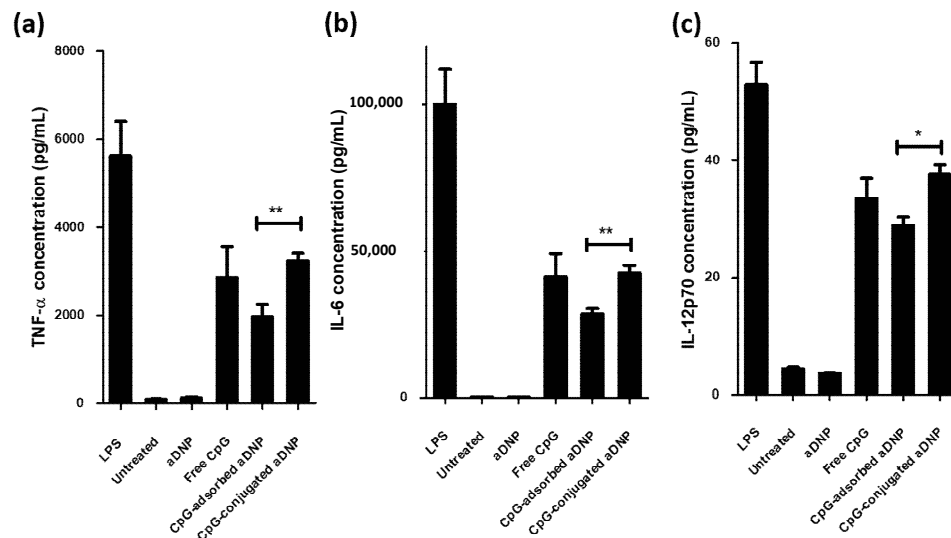 (a)
TNF-α concentration (pg/mL)
8000
6000
4000
2000
0
**
LPS
Untreated
aDNP
Free CpG
CpG-adsorbed aDNP
CpG-conjugated aDNP
(b)
IL-6 concentration (pg/mL)
100,000
50,000
0
**
LPS
Untreated
aDNP
Free CpG
CpG-adsorbed aDNP
CpG-conjugated aDNP
(c)
IL-12p70 concentration (pg/mL)
60
40
20
0
*
LPS
Untreated
aDNP
Free CpG
CpG-adsorbed aDNP
CpG-conjugated aDNP